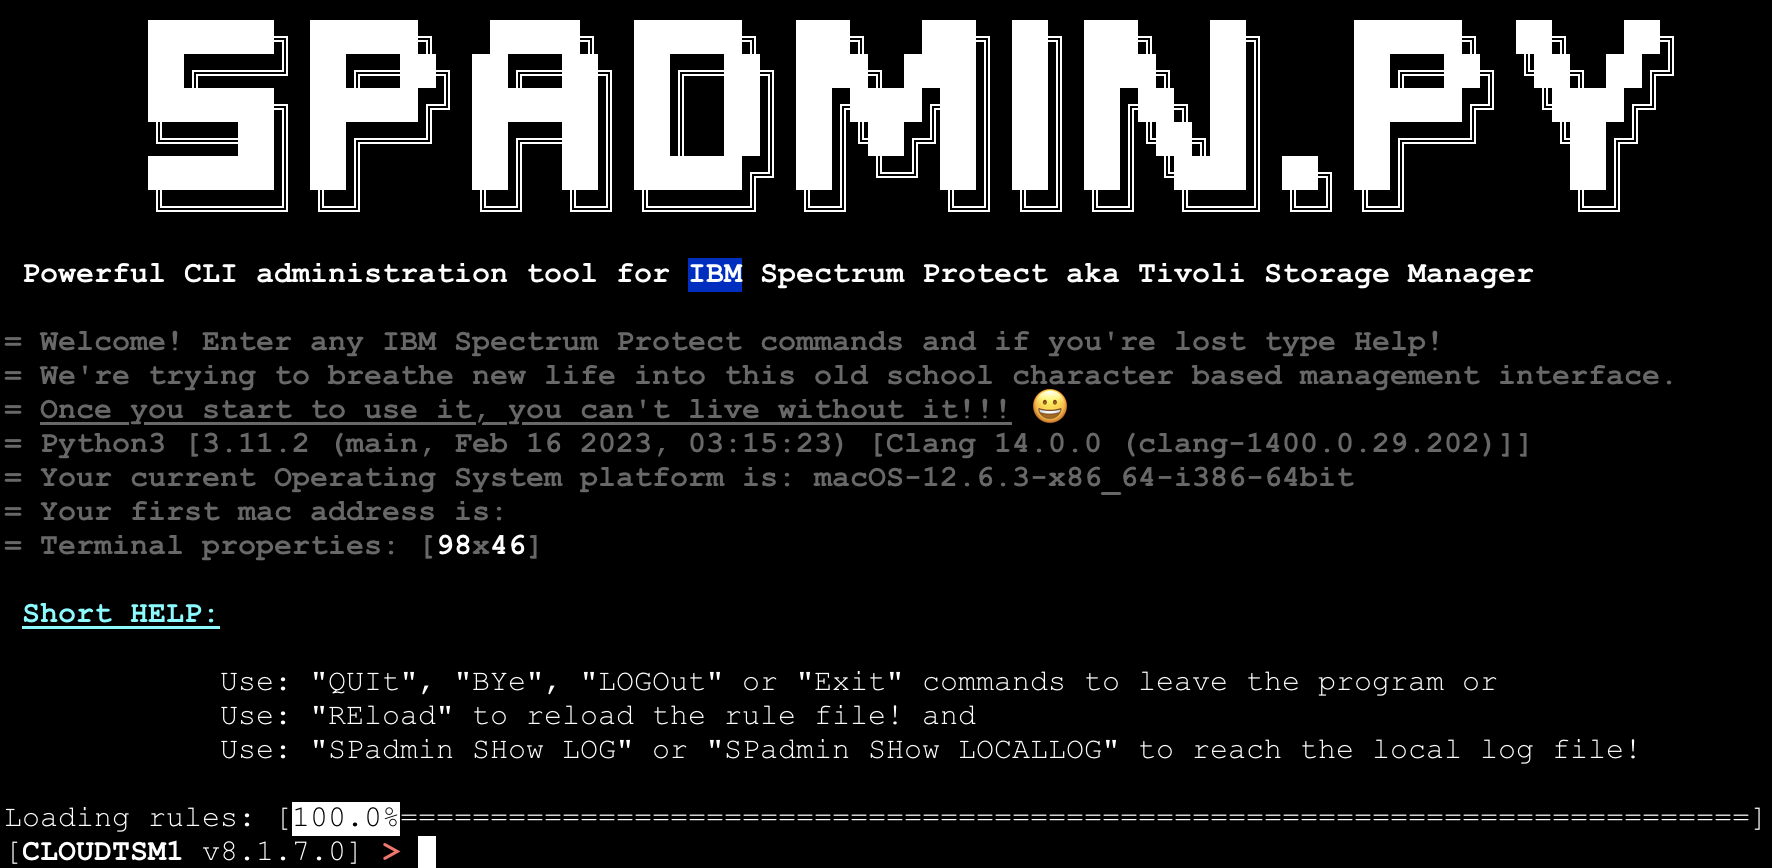 SPADMIN.PY
Powerful CLI administration tool for IBM Spectrum Protect aka Tivoli Storage Manager
= Welcome! Enter any IBM Spectrum Protect commands and if you're lost type Help!
= We're trying to breathe new life into this old school character based management interface.
= Once you start to use it, you can't live without it!!! 😀
= Python3 [3.11.2 (main, Feb 16 2023, 03:15:23) [Clang 14.0.0 (clang-1400.0.29.202)]]
= Your current Operating System platform is: macOS-12.6.3-x86_64-i386-64bit
= Your first mac address is:
= Terminal properties: [98x46]
Short HELP:
Use: "QUIt", "BYe", "LOGOut" or "Exit" commands to leave the program or
Use: "REload" to reload the rule file! and
Use: "SPadmin SHow LOG" or "SPadmin SHow LOCALLOG" to reach the local log file!
Loading rules: [100.0%===========================================================================]
[CLOUDTSM1 v8.1.7.0] >